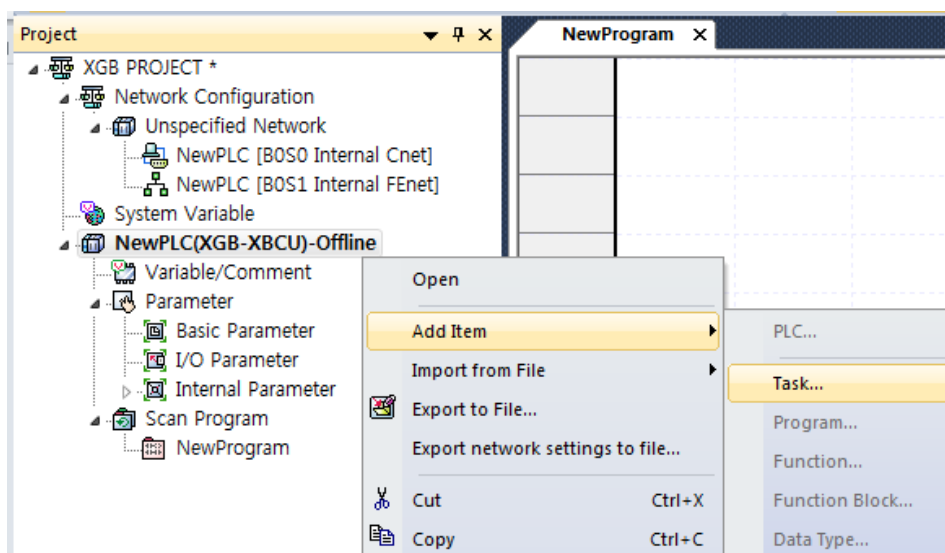 Project
NewProgram
XGB PROJECT *
Network Configuration
Unspecified Network
NewPLC [B0S0 Internal Cnet]
NewPLC [B0S1 Internal FEnet]
System Variable
NewPLC(XGB-XBCU)-Offline
Variable/Comment
Parameter
Basic Parameter
I/O Parameter
Internal Parameter
Scan Program
NewProgram
Open
Add Item
Import from File
Export to File...
Export network settings to file...
Cut Ctrl+X
Copy Ctrl+C
PLC...
Task...
Program...
Function...
Function Block...
Data Type...